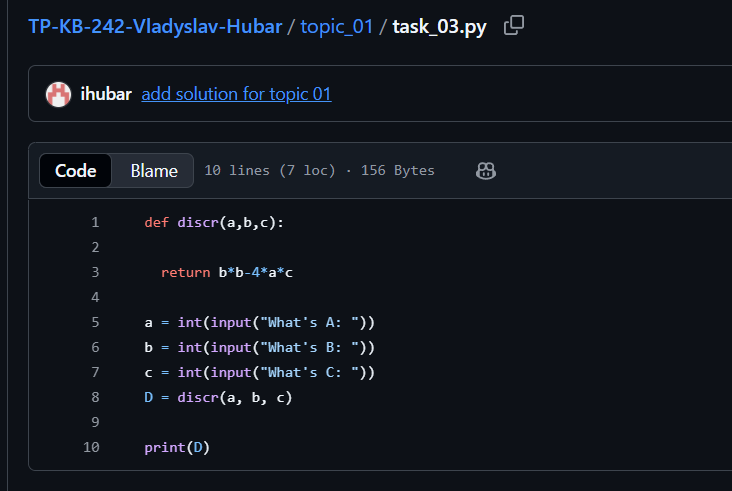 TP-KB-242-Vladyslav-Hubar / topic_01 / task_03.py
ihubar add solution for topic 01
Code Blame 10 lines (7 loc) · 156 Bytes
1 def discr(a,b,c):
2
3 return b*b-4*a*c
4
5 a = int(input("What's A: "))
6 b = int(input("What's B: "))
7 c = int(input("What's C: "))
8 D = discr(a, b, c)
9
10 print(D)